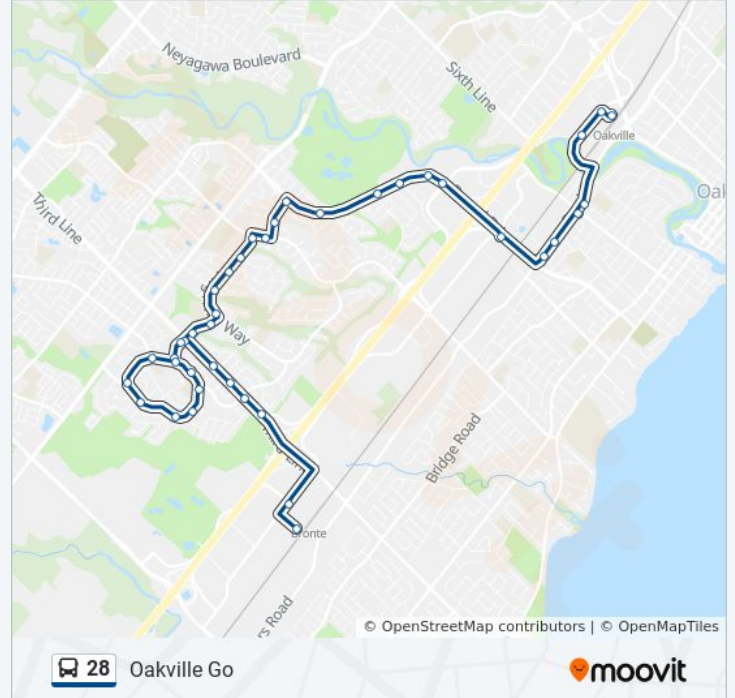 Neyagawa Boulevard
Sixth Line
Oakville
Third Line
Oak
Way
Bridge Road
Bronte
rs Road
© OpenStreetMap contributors | © OpenMapTiles
28 Oakville Go
moovit